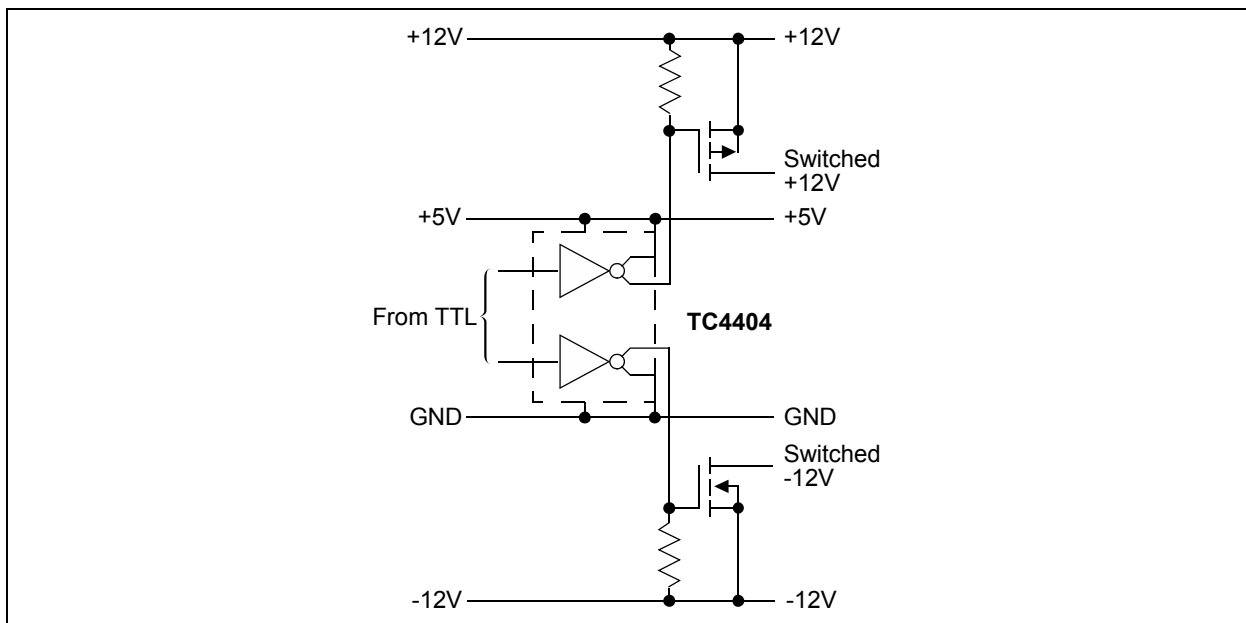 +12V +12V
Switched
+12V
+5V +5V
From TTL
TC4404
GND GND
Switched
-12V
-12V -12V